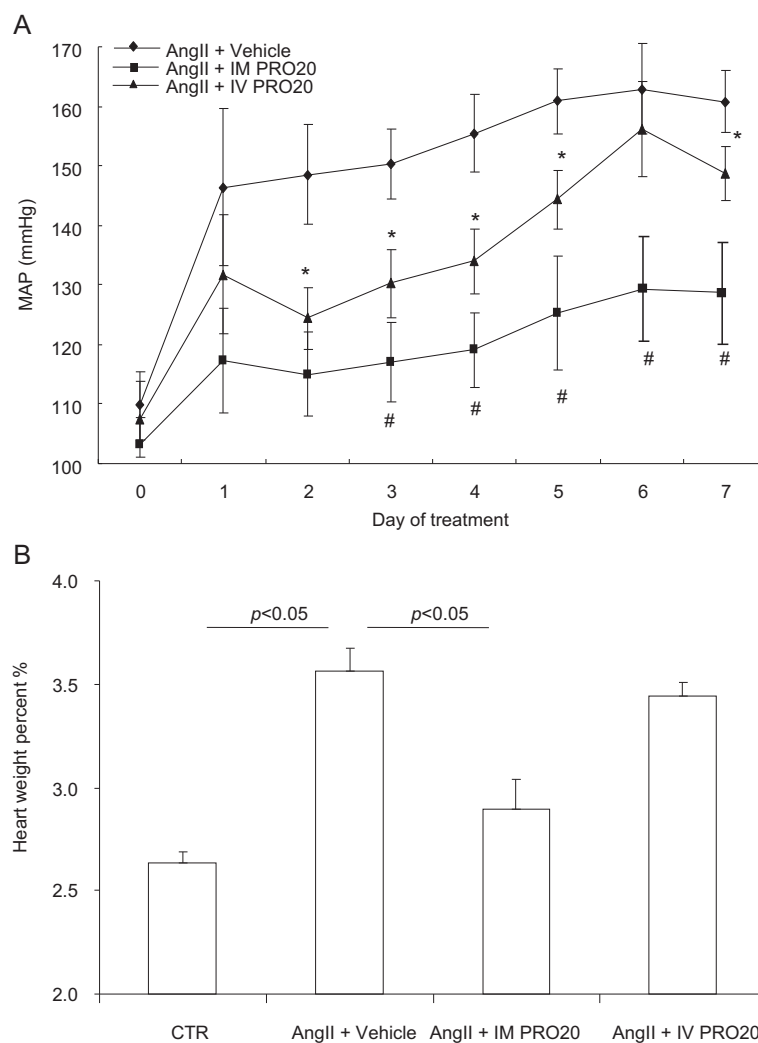 A
170
160
150
140
130
120
110
100
MAP (mmHg)
AngII + Vehicle
AngII + IM PRO20
AngII + IV PRO20
* * * * *
# # # # #
0 1 2 3 4 5 6 7
Day of treatment
B
4.0
3.5
3.0
2.5
2.0
Heart weight percent %
p<0.05 p<0.05
CTR AngII + Vehicle AngII + IM PRO20 AngII + IV PRO20